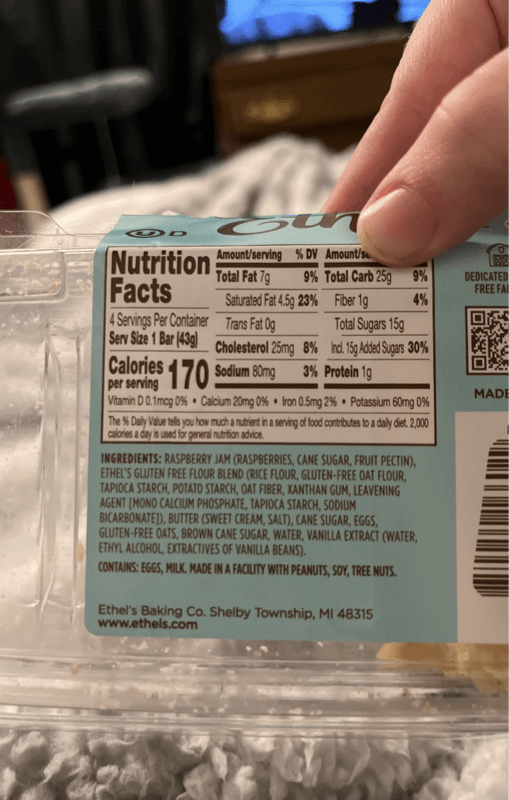 D
Nutrition
Facts
4 Servings Per Container
Serv Size 1 Bar (43g)
Calories 170
per serving
Amount/serving % DV
Total Fat 7g 9%
Saturated Fat 4.5g 23%
Trans Fat 0g
Cholesterol 25mg 8%
Sodium 80mg 3%
% DV
Total Carb 25g 9%
Fiber 1g 4%
Total Sugars 15g
Incl. 15g Added Sugars 30%
Protein 1g
Vitamin D 0.1mcg 0% • Calcium 20mg 0% • Iron 0.5mg 2% • Potassium 60mg 0%
The % Daily Value tells you how much a nutrient in a serving of food contributes to a daily diet. 2,000
calories a day is used for general nutrition advice.
INGREDIENTS: RASPBERRY JAM (RASPBERRIES, CANE SUGAR, FRUIT PECTIN),
ETHEL'S GLUTEN FREE FLOUR BLEND (RICE FLOUR, GLUTEN-FREE OAT FLOUR,
TAPIOCA STARCH, POTATO STARCH, OAT FIBER, XANTHAN GUM, LEAVENING
AGENT [MONO CALCIUM PHOSPHATE, TAPIOCA STARCH, SODIUM
BICARBONATE]), BUTTER (SWEET CREAM, SALT), CANE SUGAR, EGGS,
GLUTEN-FREE OATS, BROWN CANE SUGAR, WATER, VANILLA EXTRACT (WATER,
ETHYL ALCOHOL, EXTRACTIVES OF VANILLA BEANS).
CONTAINS: EGGS, MILK. MADE IN A FACILITY WITH PEANUTS, SOY, TREE NUTS.
Ethel's Baking Co. Shelby Township, MI 48315
www.ethels.com
DEDICATED
FREE
MADE